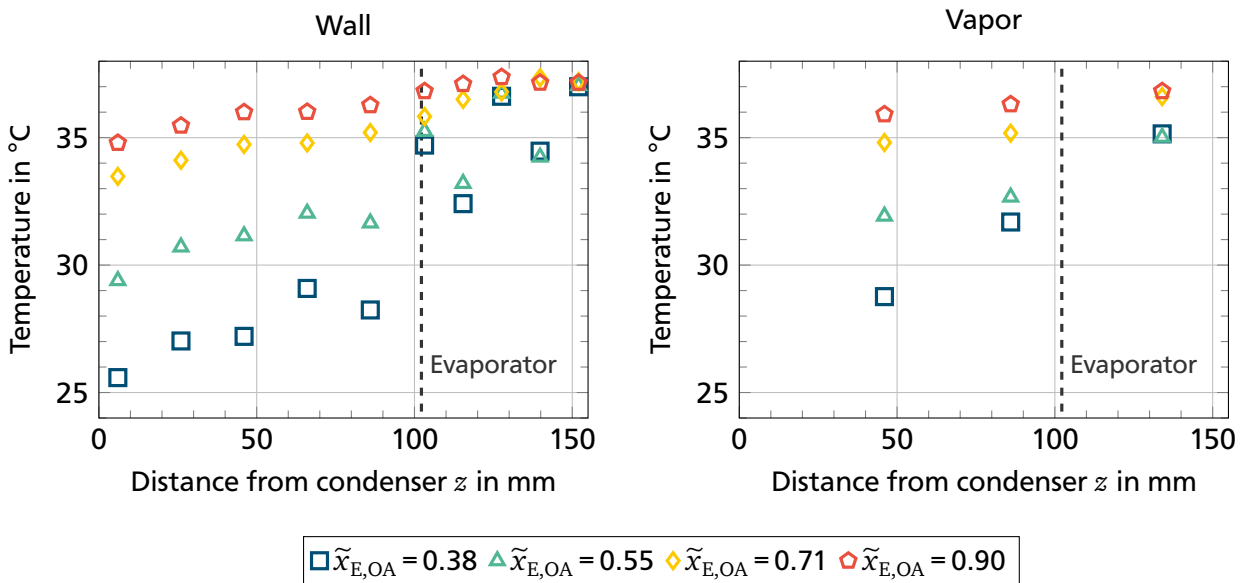 Wall
Vapor
Temperature in °C
35
30
25
Evaporator
0
50
100
150
Distance from condenser z in mm
Temperature in °C
35
30
25
Evaporator
0
50
100
150
Distance from condenser z in mm
x̃E,OA = 0.38 x̃E,OA = 0.55 x̃E,OA = 0.71 x̃E,OA = 0.90